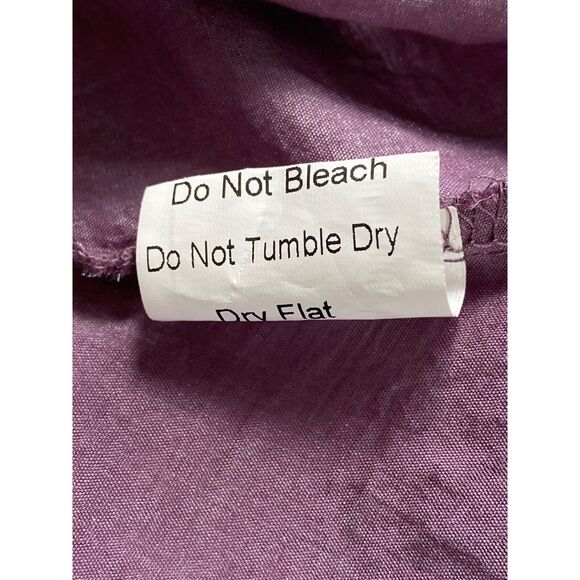 Do Not Bleach
Do Not Tumble Dry
Dry Flat